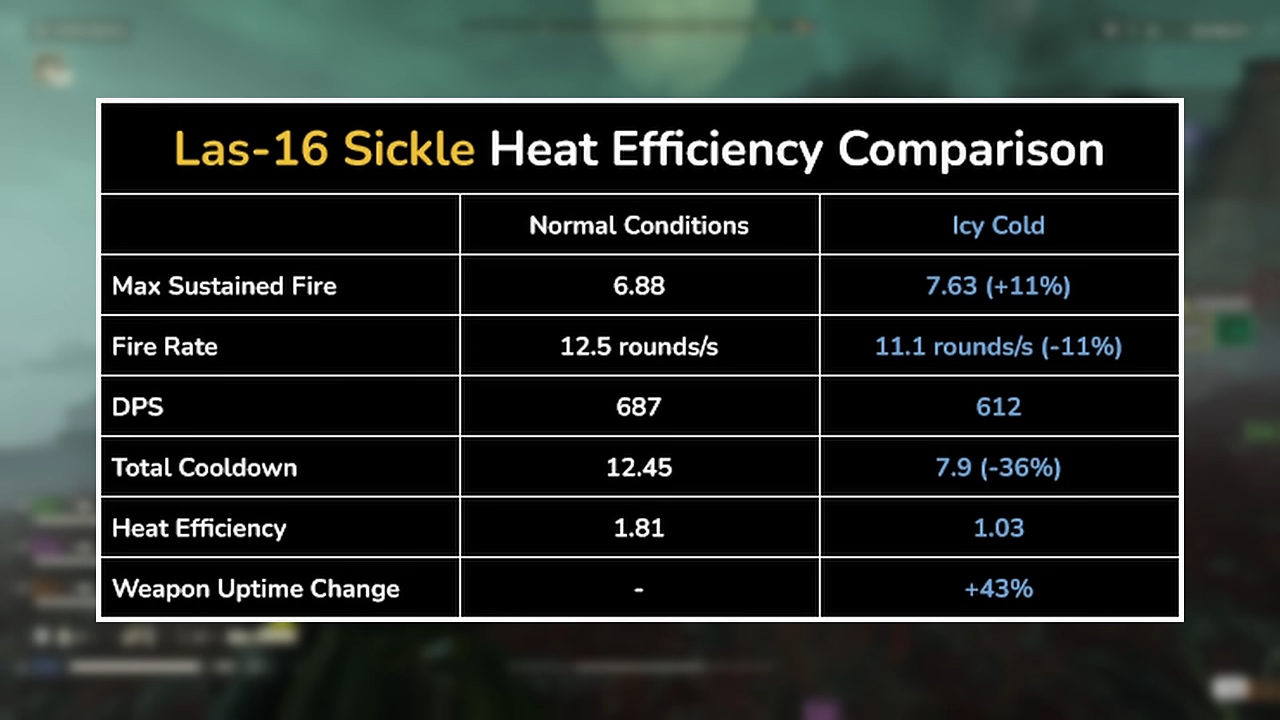 Las-16 Sickle Heat Efficiency Comparison
Normal Conditions Icy Cold
Max Sustained Fire 6.88 7.63 (+11%)
Fire Rate 12.5 rounds/s 11.1 rounds/s (-11%)
DPS 687 612
Total Cooldown 12.45 7.9 (-36%)
Heat Efficiency 1.81 1.03
Weapon Uptime Change - +43%